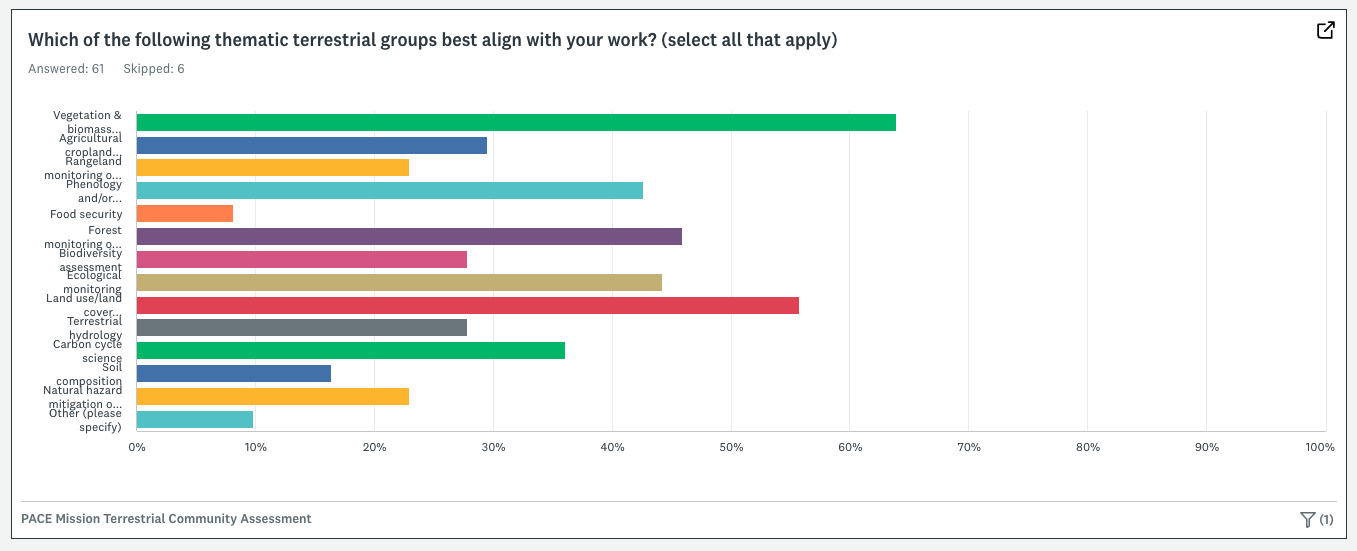 Which of the following thematic terrestrial groups best align with your work? (select all that apply)
Answered: 61 Skipped: 6
Vegetation &
biomass...
Agricultural
cropland...
Rangeland
monitoring o...
Phenology
and/or...
Food security
Forest
monitoring o...
Biodiversity
assessment
Ecological
monitoring
Land use/land
cover...
Terrestrial
hydrology
Carbon cycle
science
Soil
composition
Natural hazard
mitigation o...
Other (please
specify)
0% 10% 20% 30% 40% 50% 60% 70% 80% 90% 100%
PACE Mission Terrestrial Community Assessment
(1)